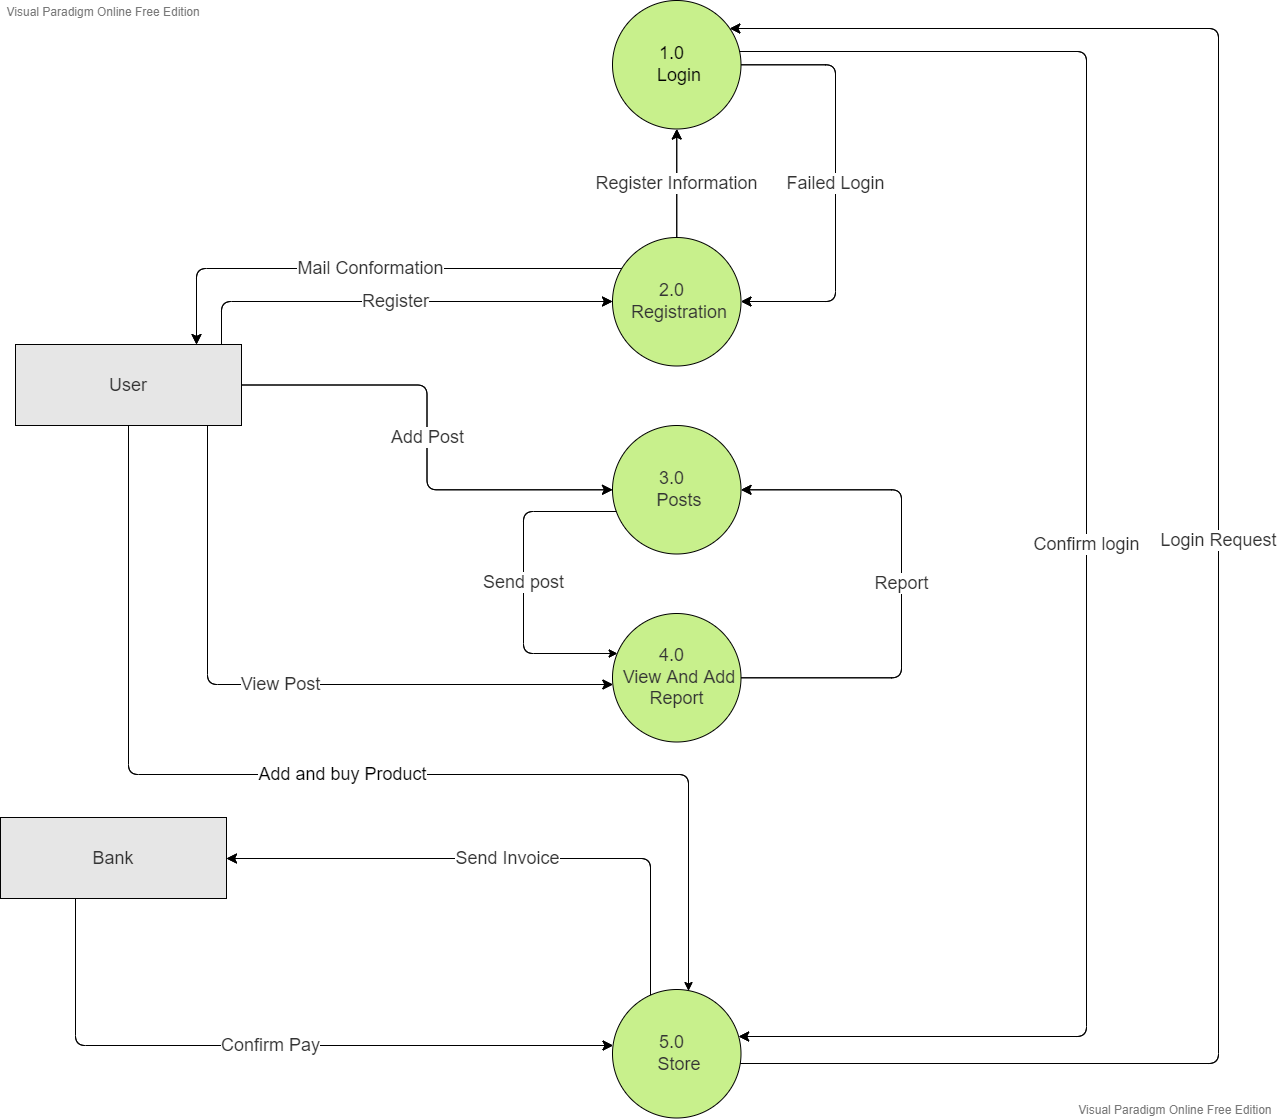 Visual Paradigm Online Free Edition
1.0
Login
Register Information
Failed Login
Mail Conformation
Register
2.0
Registration
User
Add Post
3.0
Posts
Send post
Report
Confirm login
Login Request
4.0
View And Add
Report
View Post
Add and buy Product
Bank
Send Invoice
Confirm Pay
5.0
Store
Visual Paradigm Online Free Edition